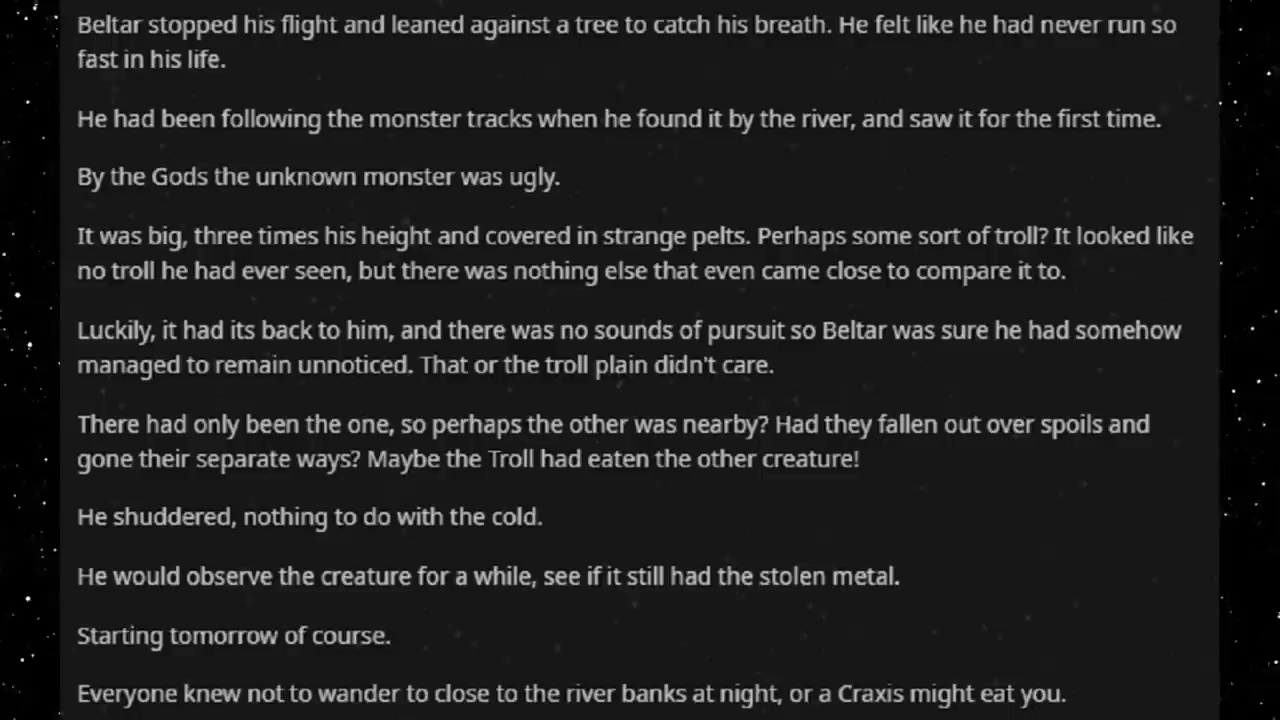 Beltar stopped his flight and leaned against a tree to catch his breath. He felt like he had never run so
fast in his life.
He had been following the monster tracks when he found it by the river, and saw it for the first time.
By the Gods the unknown monster was ugly.
It was big, three times his height and covered in strange pelts. Perhaps some sort of troll? It looked like
no troll he had ever seen, but there was nothing else that even came close to compare it to.
Luckily, it had its back to him, and there was no sounds of pursuit so Beltar was sure he had somehow
managed to remain unnoticed. That or the troll plain didn't care.
There had only been the one, so perhaps the other was nearby? Had they fallen out over spoils and
gone their separate ways? Maybe the Troll had eaten the other creature!
He shuddered, nothing to do with the cold.
He would observe the creature for a while, see if it still had the stolen metal.
Starting tomorrow of course.
Everyone knew not to wander to close to the river banks at night, or a Craxis might eat you.